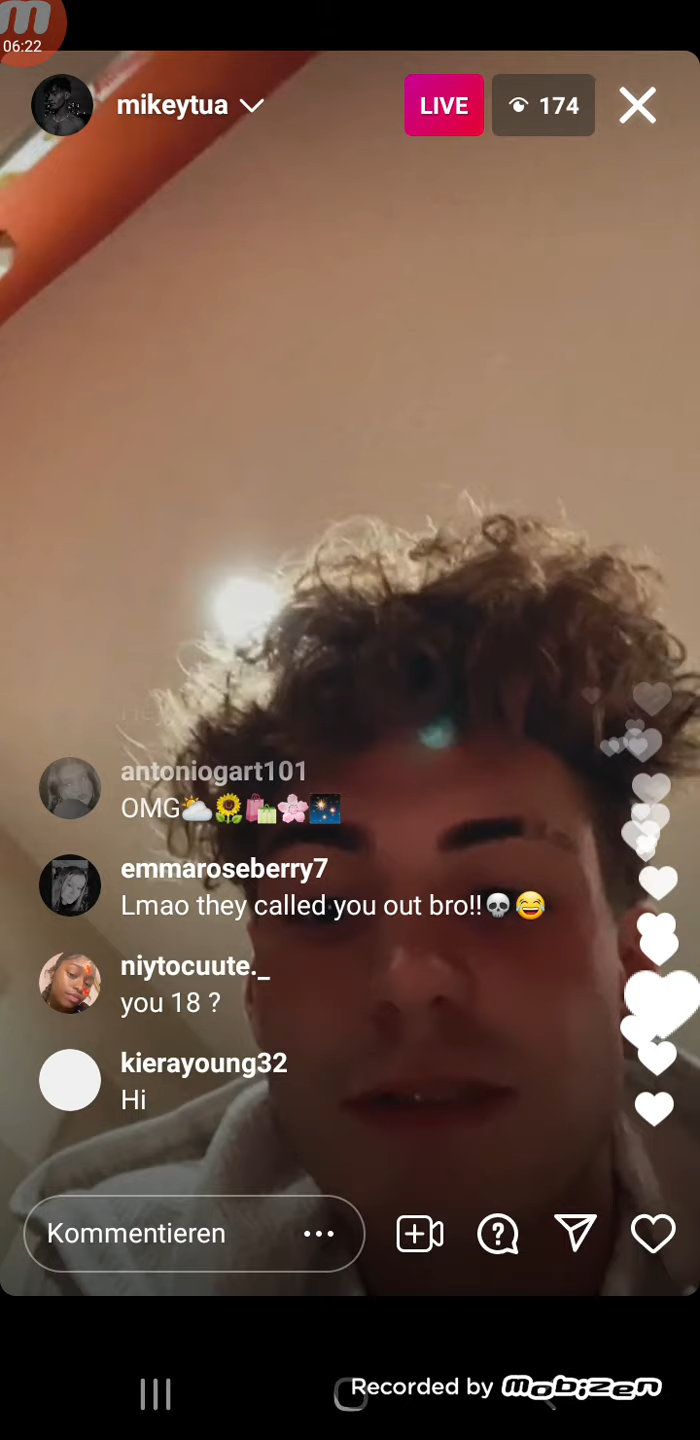 06:22
mikeytua
LIVE
174
antoniogart101
OMG🌤️🌻🛍️🌸🎇
emmaroseberry7
Lmao they called you out bro!!💀😂
niytocuute._
you 18 ?
kierayoung32
Hi
Kommentieren
Recorded by mobizen